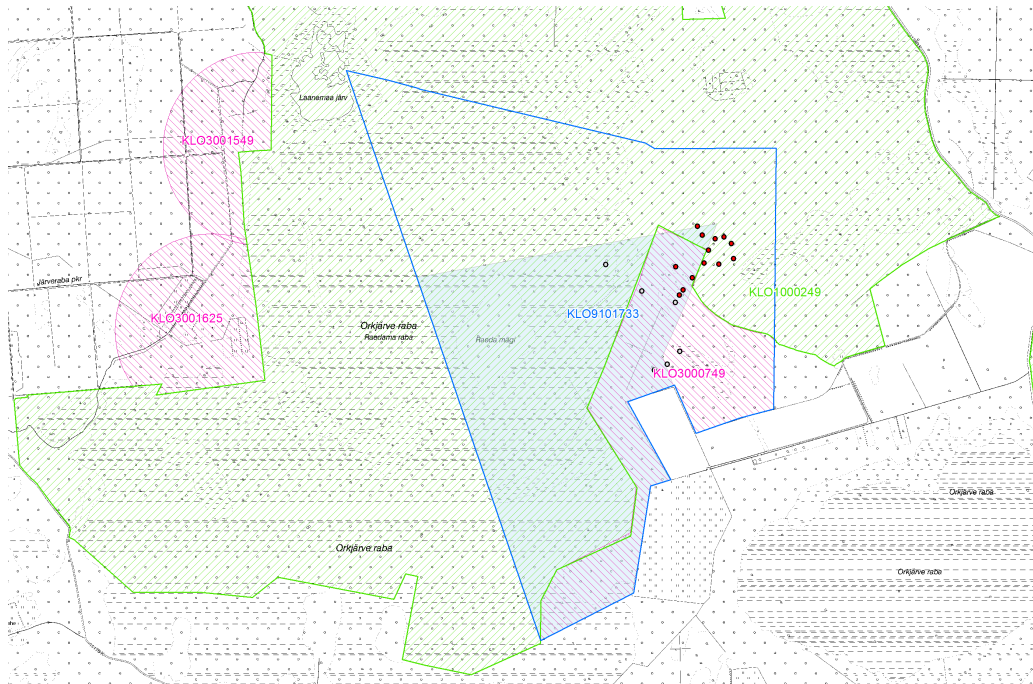 Laanemaa järv
KLO3001549
Järveraba pkr
KLO1000249
KLO9101733
KLO3001625
Orkjärve raba
Raedama raba
Raeda mägi
KLO3000749
Orkjärve raba
Orkjärve raba
Orkjärve raba